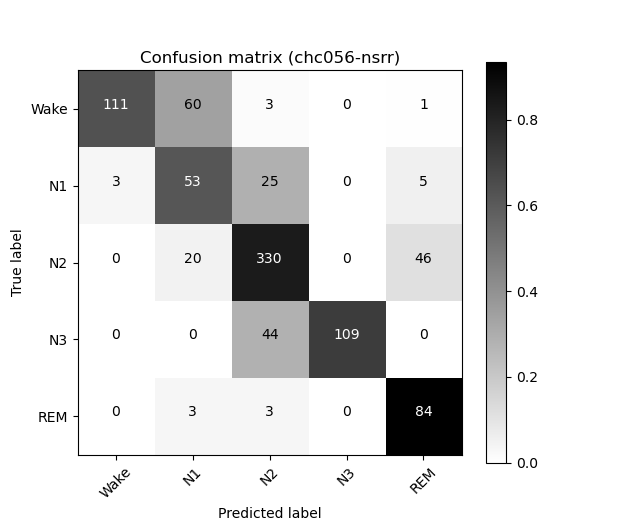 Confusion matrix (chc056-nsrr)
True label
Wake 111 60 3 0 1
N1 3 53 25 0 5
N2 0 20 330 0 46
N3 0 0 44 109 0
REM 0 3 3 0 84
Wake N1 N2 N3 REM
Predicted label
0.8
0.6
0.4
0.2
0.0